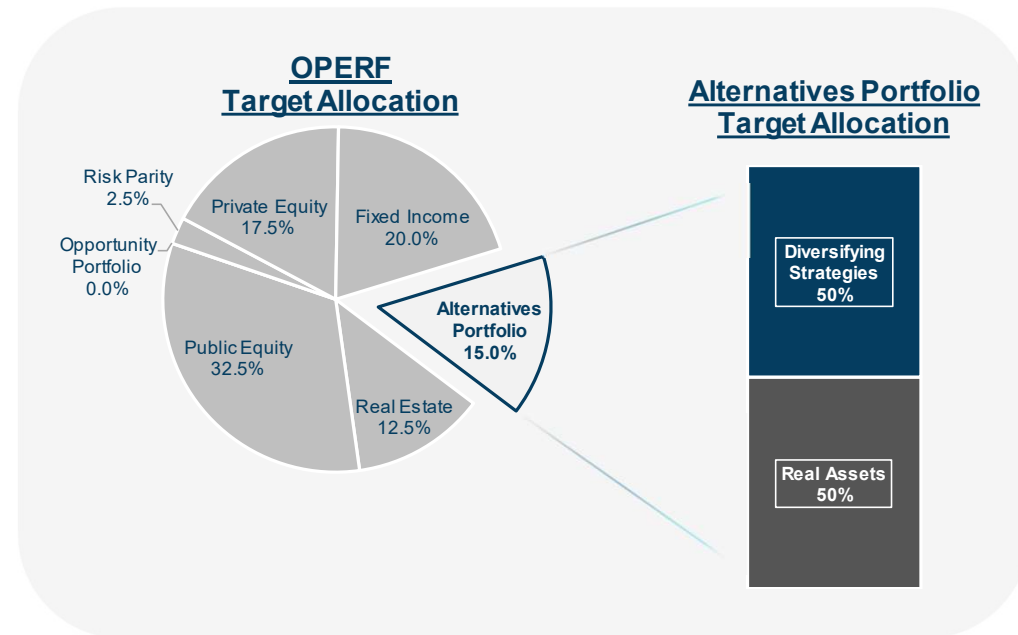 OPERF
Target Allocation
Risk Parity
2.5%
Private Equity
17.5%
Fixed Income
20.0%
Opportunity
Portfolio
0.0%
Alternatives
Portfolio
15.0%
Public Equity
32.5%
Real Estate
12.5%
Alternatives Portfolio
Target Allocation
Diversifying
Strategies
50%
Real Assets
50%